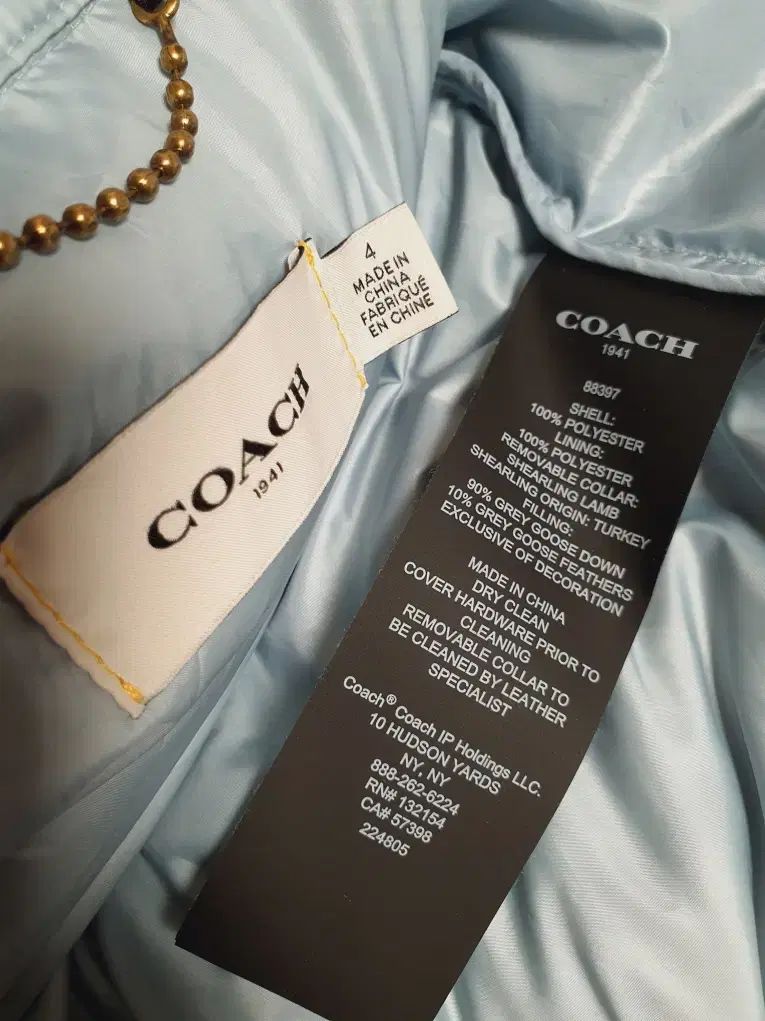 4
MADE IN
CHINA
FABRIQUÉ
EN CHINE
COACH
1941
COACH
1941
88397
SHELL:
100% POLYESTER
LINING:
100% POLYESTER
REMOVABLE COLLAR:
SHEARLING LAMB
SHEARLING ORIGIN: TURKEY
FILLING:
90% GREY GOOSE DOWN
10% GREY GOOSE FEATHERS
EXCLUSIVE OF DECORATION
MADE IN CHINA
DRY CLEAN
COVER HARDWARE PRIOR TO
CLEANING
REMOVABLE COLLAR TO
BE CLEANED BY LEATHER
SPECIALIST
Coach® Coach IP Holdings LLC.
10 HUDSON YARDS
NY, NY
888-262-6224
RN# 132154
CA# 57398
224805